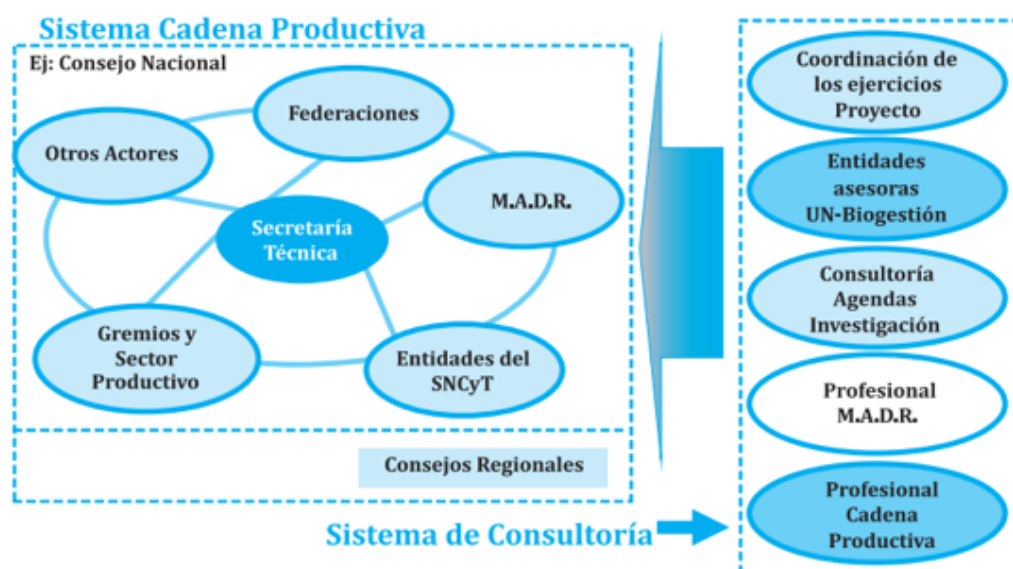 Sistema Cadena Productiva
Ej: Consejo Nacional
Federaciones
Otros Actores
M.A.D.R.
Secretaría
Técnica
Gremios y
Sector
Productivo
Entidades del
SNCyT
Consejos Regionales
Sistema de Consultoría
Coordinación de
los ejercicios
Proyecto
Entidades
asesoras
UN-Biogestión
Consultoría
Agendas
Investigación
Profesional
M.A.D.R.
Profesional
Cadena
Productiva